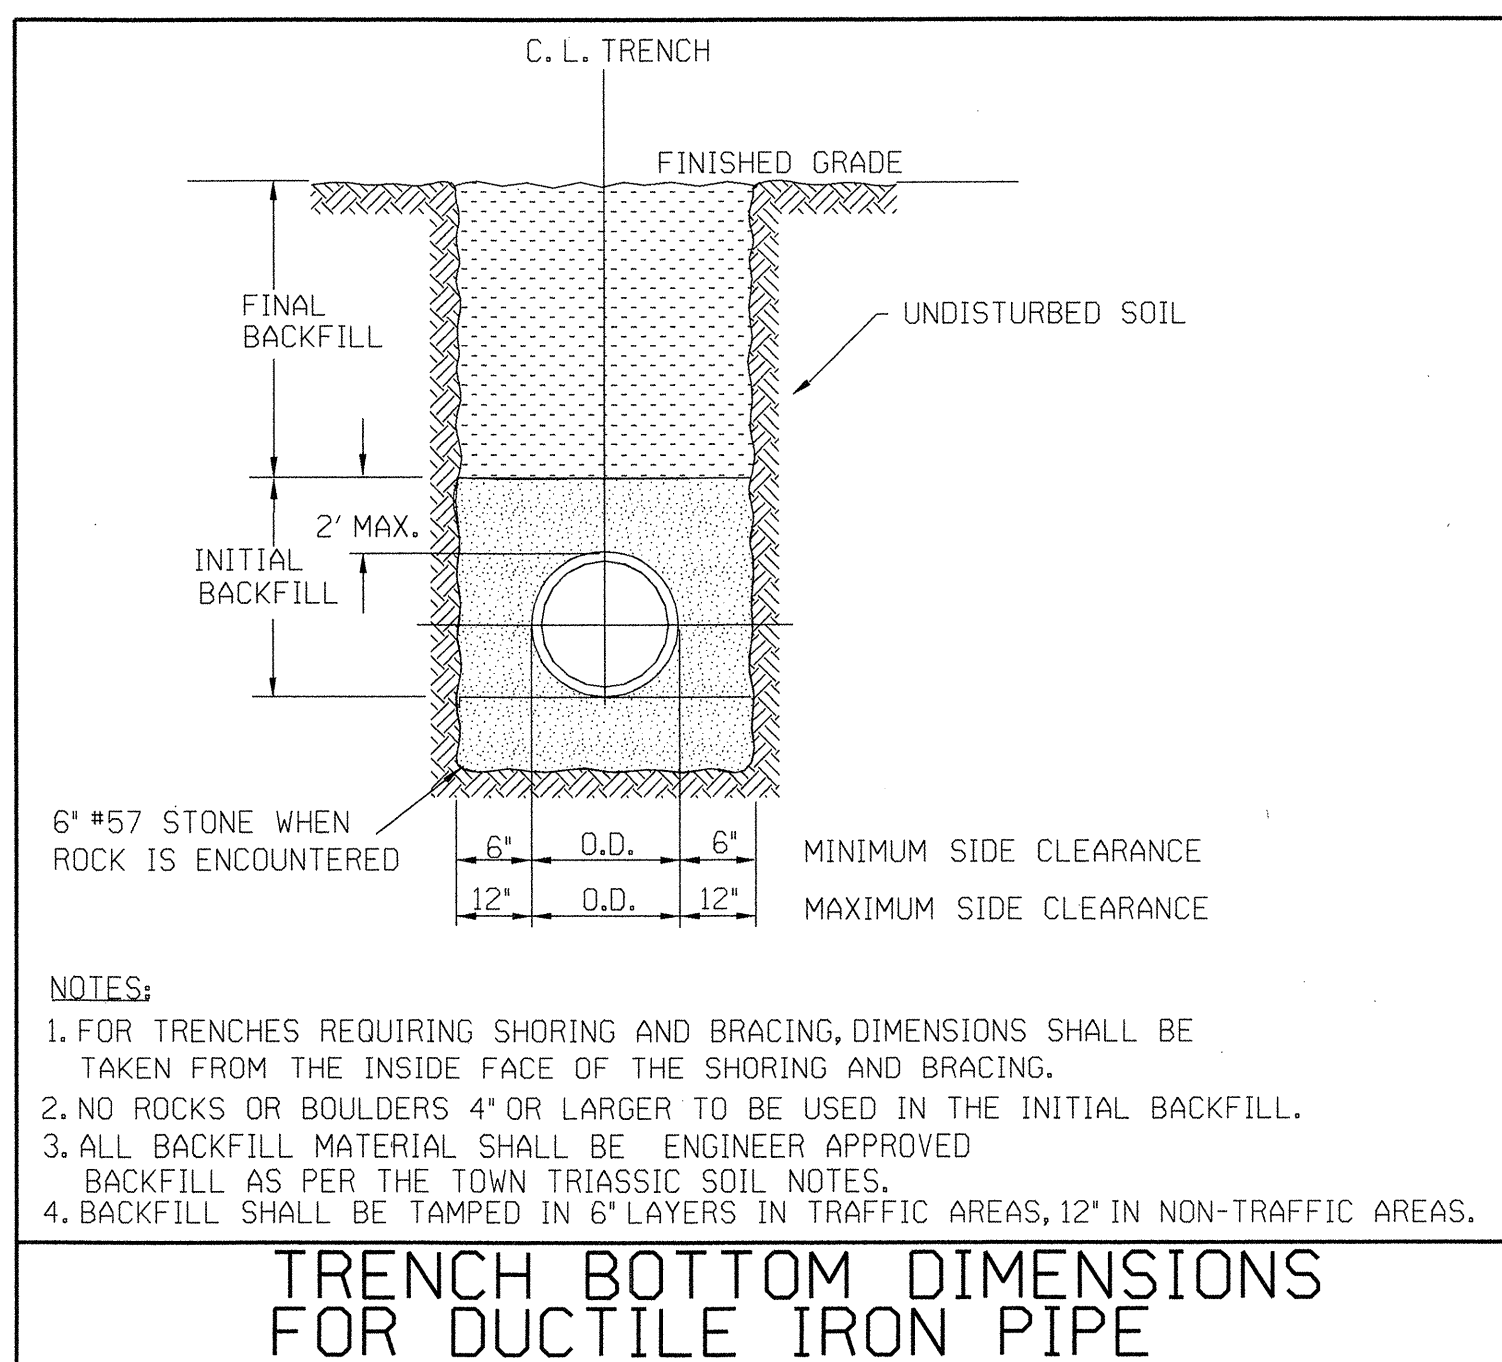 C. L. TRENCH
FINISHED GRADE
FINAL
BACKFILL
UNDISTURBED SOIL
2' MAX.
INITIAL
BACKFILL
6" #57 STONE WHEN
ROCK IS ENCOUNTERED
6" O.D. 6" MINIMUM SIDE CLEARANCE
12" O.D. 12" MAXIMUM SIDE CLEARANCE
NOTES:
1. FOR TRENCHES REQUIRING SHORING AND BRACING, DIMENSIONS SHALL BE
TAKEN FROM THE INSIDE FACE OF THE SHORING AND BRACING.
2. NO ROCKS OR BOULDERS 4" OR LARGER TO BE USED IN THE INITIAL BACKFILL.
3. ALL BACKFILL MATERIAL SHALL BE ENGINEER APPROVED
BACKFILL AS PER THE TOWN TRIASSIC SOIL NOTES.
4. BACKFILL SHALL BE TAMPED IN 6" LAYERS IN TRAFFIC AREAS, 12" IN NON-TRAFFIC AREAS.
TRENCH BOTTOM DIMENSIONS
FOR DUCTILE IRON PIPE